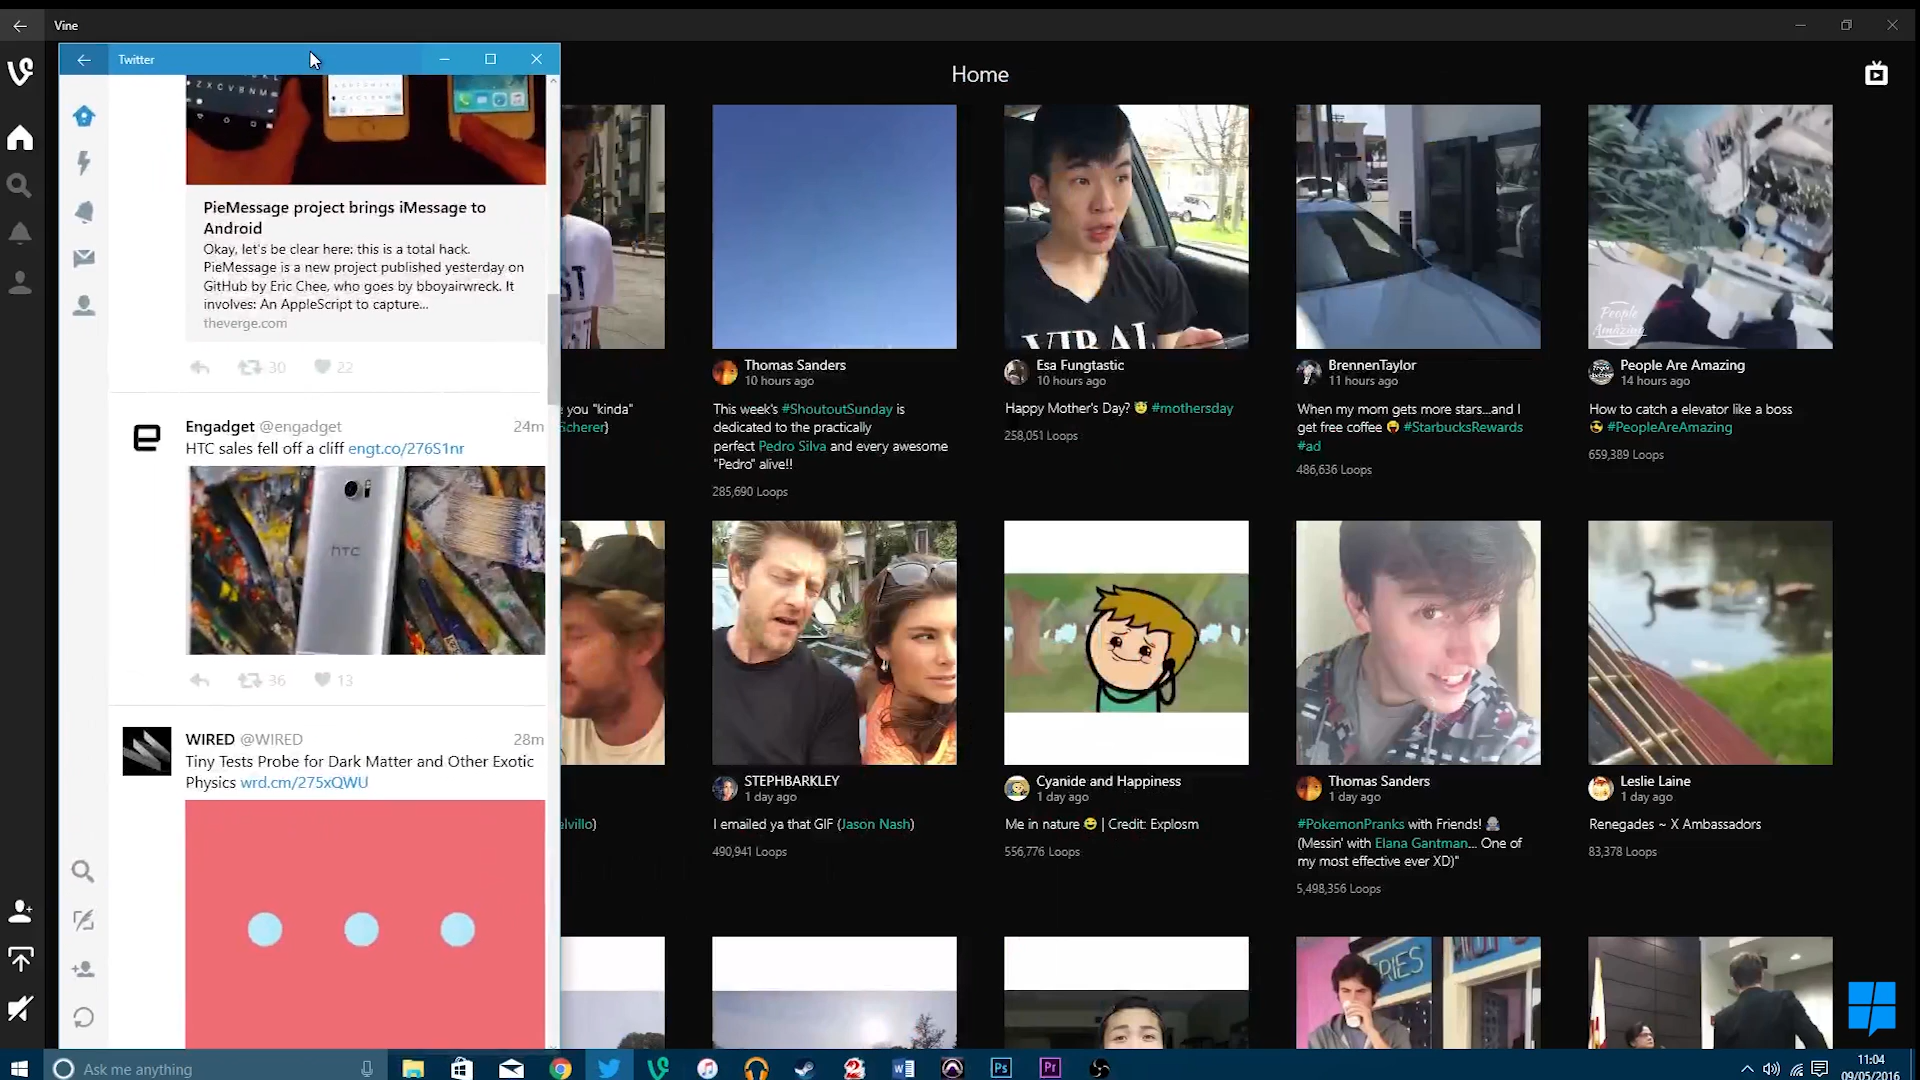 Vine
Twitter
Home
Z X C V B N M
PieMessage project brings iMessage to
Android
Okay, let's be clear here: this is a total hack.
PieMessage is a new project published yesterday on
GitHub by Eric Chee, who goes by bboyairwreck. It
involves: An AppleScript to capture...
theverge.com
30
22
Engadget @engadget
24m
HTC sales fell off a cliff engt.co/276S1nr
hTC
36
13
WIRED @WIRED
28m
Tiny Tests Probe for Dark Matter and Other Exotic
Physics wrd.cm/275xQWU
you "kinda"
Scherer}
Thomas Sanders
10 hours ago
This week's #ShoutoutSunday is
dedicated to the practically
perfect Pedro Silva and every awesome
"Pedro" alive!!
285,690 Loops
VIRAL
Esa Fungtastic
10 hours ago
Happy Mother's Day? #mothersday
258,051 Loops
BrennenTaylor
11 hours ago
When my mom gets more stars...and I
get free coffee #StarbucksRewards
#ad
486,636 Loops
People
Are
Amazing
People Are Amazing
14 hours ago
How to catch a elevator like a boss
#PeopleAreAmazing
659,389 Loops
elvillo)
STEPHBARKLEY
1 day ago
I emailed ya that GIF (Jason Nash)
490,941 Loops
Cyanide and Happiness
1 day ago
Me in nature | Credit: Explosm
556,776 Loops
Thomas Sanders
1 day ago
#PokemonPranks with Friends!
(Messin' with Elana Gantman... One of
my most effective ever XD)"
5,498,356 Loops
Leslie Laine
1 day ago
Renegades ~ X Ambassadors
83,378 Loops
RIES
Ask me anything
Ps
Pr
11:04
09/05/2016